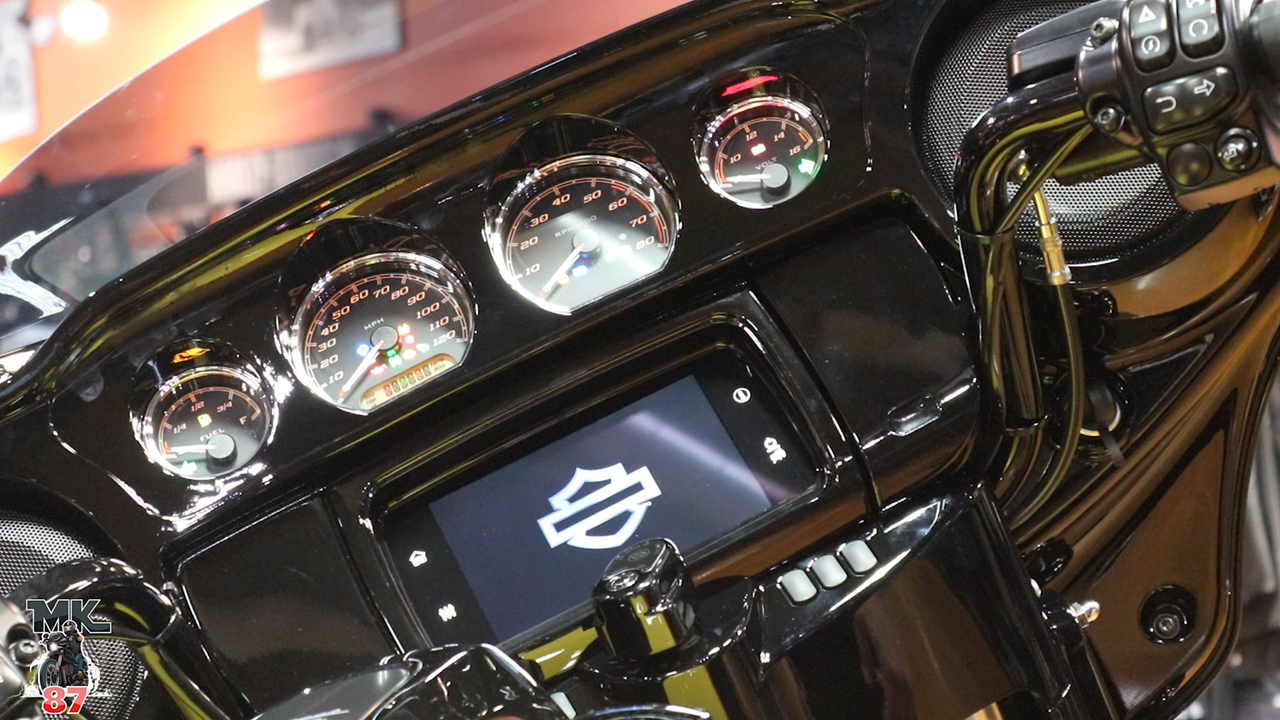 1/4 1/2 3/4 F
FUEL
10 20 30 40 50 60 70 80 90 100 110 120
MPH
10 20 30 40 50 60 70 80
10 12 14 16
VOLT
MK
87